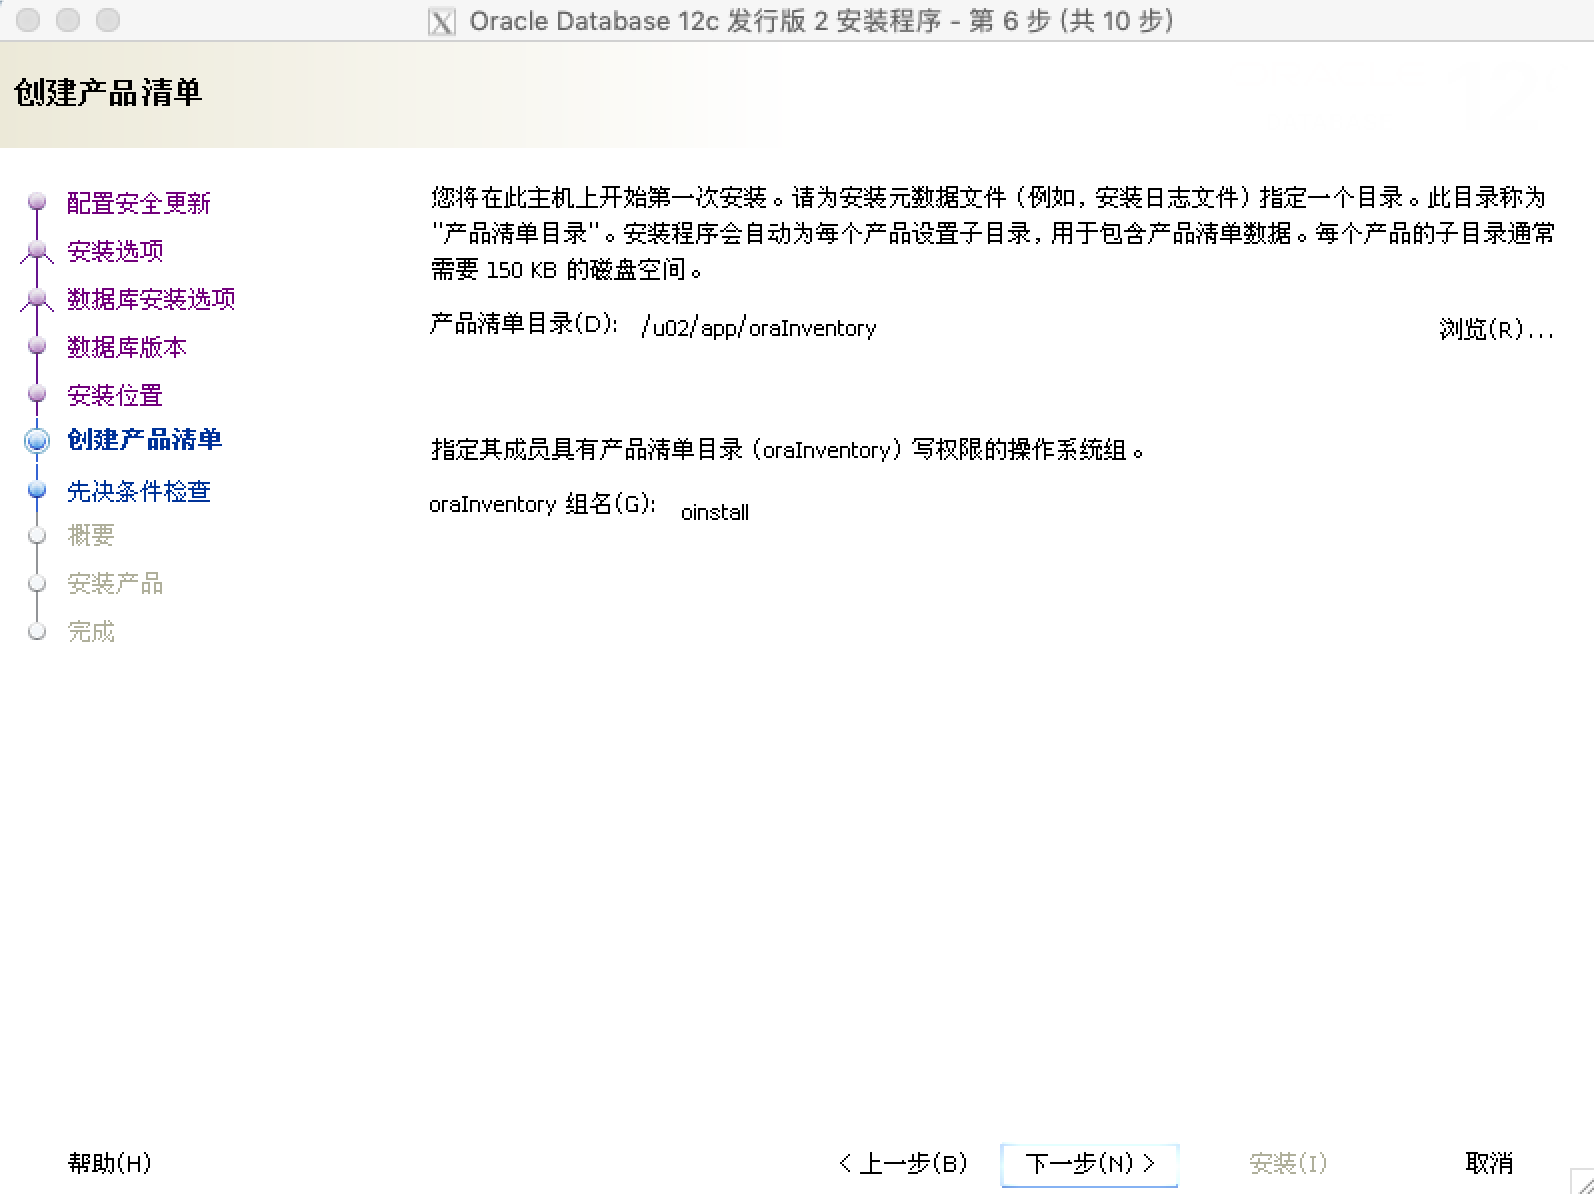 Oracle Database 12c 发行版 2 安装程序 - 第 6 步 (共 10 步)
创建产品清单
配置安全更新
安装选项
数据库安装选项
数据库版本
安装位置
创建产品清单
先决条件检查
概要
安装产品
完成
您将在此主机上开始第一次安装。请为安装元数据文件 (例如, 安装日志文件) 指定一个目录。此目录称为
"产品清单目录"。安装程序会自动为每个产品设置子目录, 用于包含产品清单数据。每个产品的子目录通常
需要 150 KB 的磁盘空间。
产品清单目录(D): /u02/app/oraInventory 浏览(R)...
指定其成员具有产品清单目录 (oraInventory) 写权限的操作系统组。
oraInventory 组名(G): oinstall
帮助(H) < 上一步(B) 下一步(N) > 安装(I) 取消